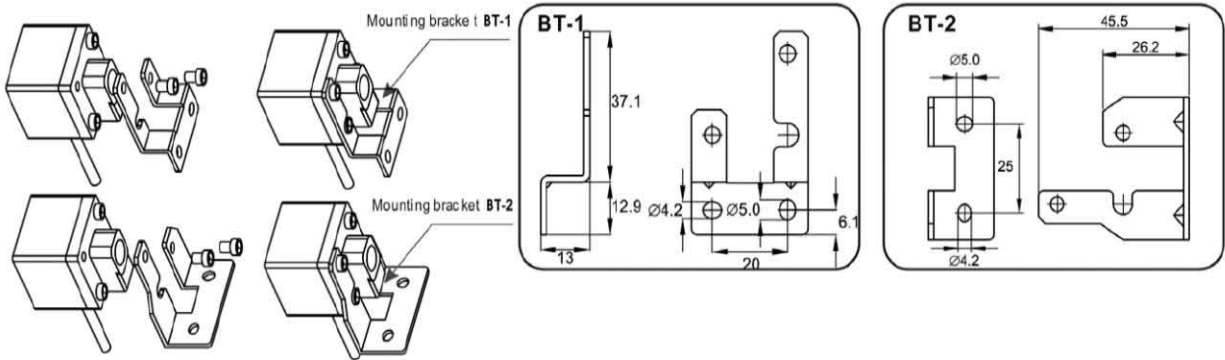 Mounting bracke t BT-1
Mounting bracket BT-2
BT-1
37.1
12.9
13
Ø4.2
Ø5.0
6.1
20
BT-2
45.5
26.2
Ø5.0
25
Ø4.2